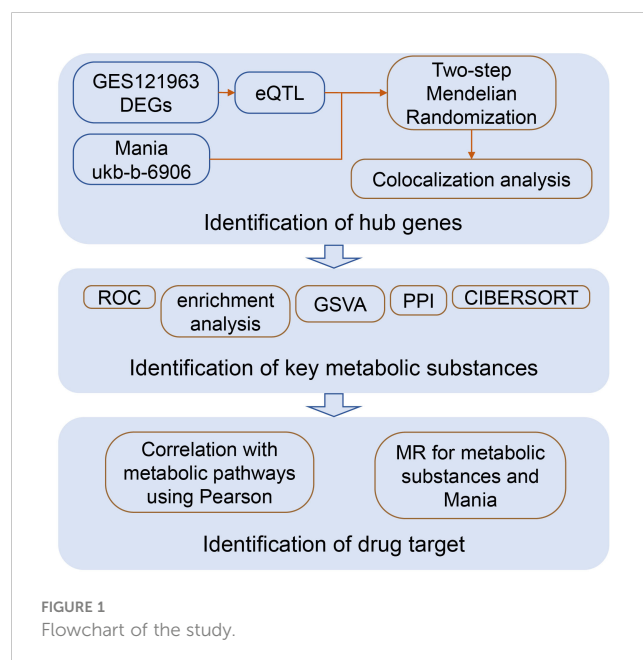 GES121963
DEGs
eQTL
Two-step
Mendelian
Randomization
Mania
ukb-b-6906
Colocalization analysis
Identification of hub genes
ROC
enrichment
analysis
GSVA
PPI
CIBERSORT
Identification of key metabolic substances
Correlation with
metabolic pathways
using Pearson
MR for metabolic
substances and
Mania
Identification of drug target
FIGURE 1
Flowchart of the study.